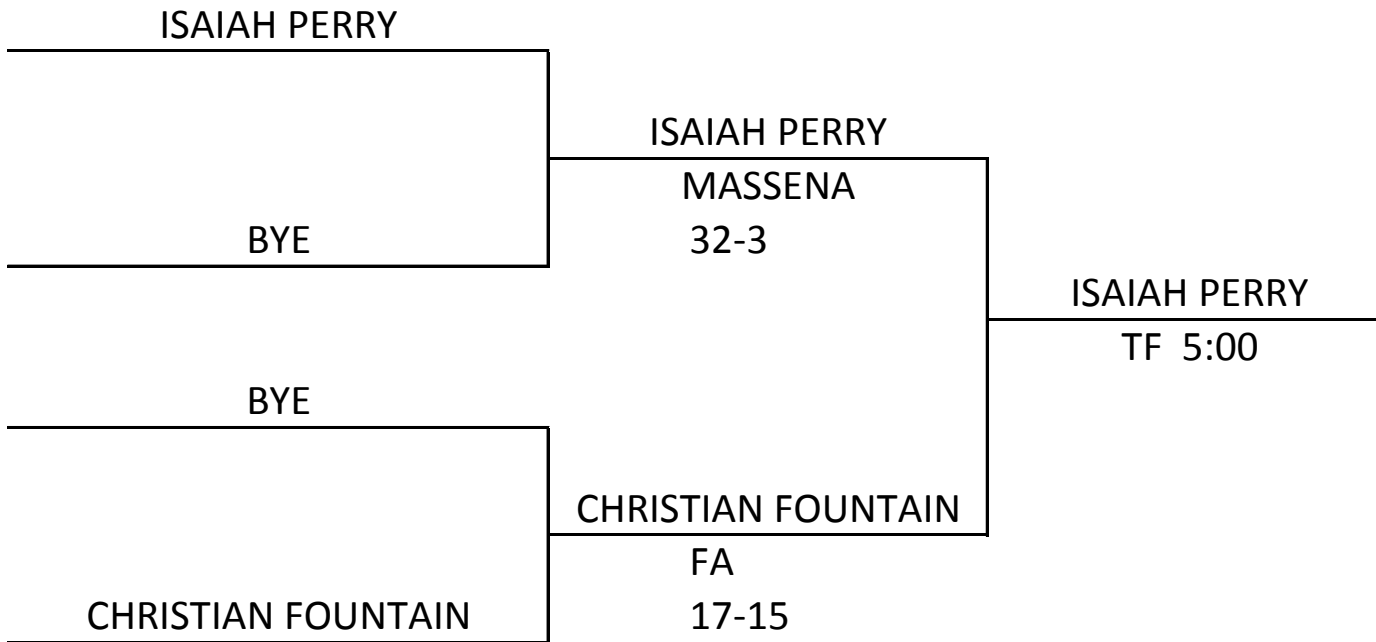 ISAIAH PERRY
ISAIAH PERRY
MASSENA
BYE
32-3
ISAIAH PERRY
TF 5:00
BYE
CHRISTIAN FOUNTAIN
FA
CHRISTIAN FOUNTAIN
17-15